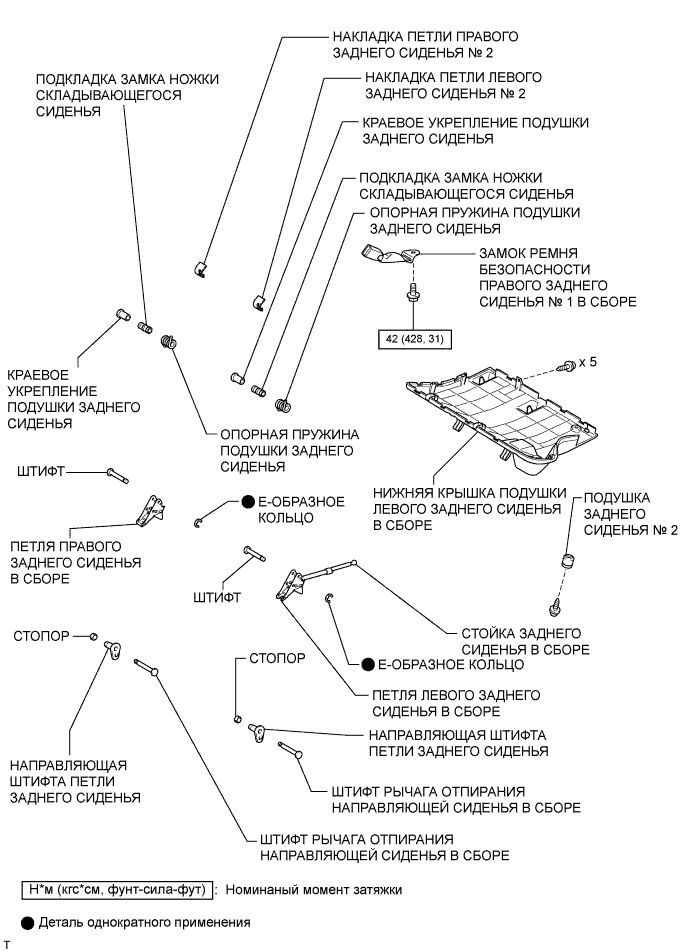 НАКЛАДКА ПЕТЛИ ПРАВОГО
ЗАДНЕГО СИДЕНЬЯ № 2
ПОДКЛАДКА ЗАМКА НОЖКИ
СКЛАДЫВАЮЩЕГОСЯ
СИДЕНЬЯ
НАКЛАДКА ПЕТЛИ ЛЕВОГО
ЗАДНЕГО СИДЕНЬЯ № 2
КРАЕВОЕ УКРЕПЛЕНИЕ ПОДУШКИ
ЗАДНЕГО СИДЕНЬЯ
ПОДКЛАДКА ЗАМКА НОЖКИ
СКЛАДЫВАЮЩЕГОСЯ СИДЕНЬЯ
ОПОРНАЯ ПРУЖИНА ПОДУШКИ
ЗАДНЕГО СИДЕНЬЯ
ЗАМОК РЕМНЯ
БЕЗОПАСНОСТИ
ПРАВОГО ЗАДНЕГО
СИДЕНЬЯ № 1 В СБОРЕ
42 (428, 31)
x 5
КРАЕВОЕ
УКРЕПЛЕНИЕ
ПОДУШКИ ЗАДНЕГО
СИДЕНЬЯ
ОПОРНАЯ ПРУЖИНА
ПОДУШКИ ЗАДНЕГО
СИДЕНЬЯ
ШТИФТ
НИЖНЯЯ КРЫШКА ПОДУШКИ
ЛЕВОГО ЗАДНЕГО СИДЕНЬЯ
В СБОРЕ
ПОДУШКА
ЗАДНЕГО
СИДЕНЬЯ № 2
Е-ОБРАЗНОЕ
КОЛЬЦО
ПЕТЛЯ ПРАВОГО
ЗАДНЕГО СИДЕНЬЯ
В СБОРЕ
ШТИФТ
СТОЙКА ЗАДНЕГО
СИДЕНЬЯ В СБОРЕ
СТОПОР
СТОПОР
Е-ОБРАЗНОЕ КОЛЬЦО
ПЕТЛЯ ЛЕВОГО ЗАДНЕГО
СИДЕНЬЯ В СБОРЕ
НАПРАВЛЯЮЩАЯ ШТИФТА
ПЕТЛИ ЗАДНЕГО СИДЕНЬЯ
НАПРАВЛЯЮЩАЯ
ШТИФТА ПЕТЛИ
ЗАДНЕГО СИДЕНЬЯ
ШТИФТ РЫЧАГА ОТПИРАНИЯ
НАПРАВЛЯЮЩЕЙ СИДЕНЬЯ В СБОРЕ
ШТИФТ РЫЧАГА ОТПИРАНИЯ
НАПРАВЛЯЮЩЕЙ СИДЕНЬЯ В СБОРЕ
Н*м (кгс*см, фунт-сила-фут) : Номинаный момент затяжки
Деталь однократного применения
T